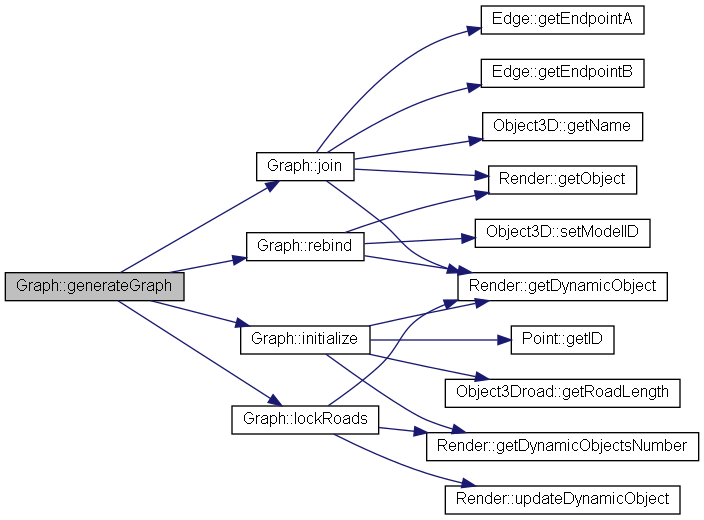 Edge::getEndpointA
Edge::getEndpointB
Object3D::getName
Graph::join
Render::getObject
Object3D::setModelID
Graph::rebind
Graph::generateGraph
Render::getDynamicObject
Graph::initialize
Point::getID
Object3Droad::getRoadLength
Graph::lockRoads
Render::getDynamicObjectsNumber
Render::updateDynamicObject